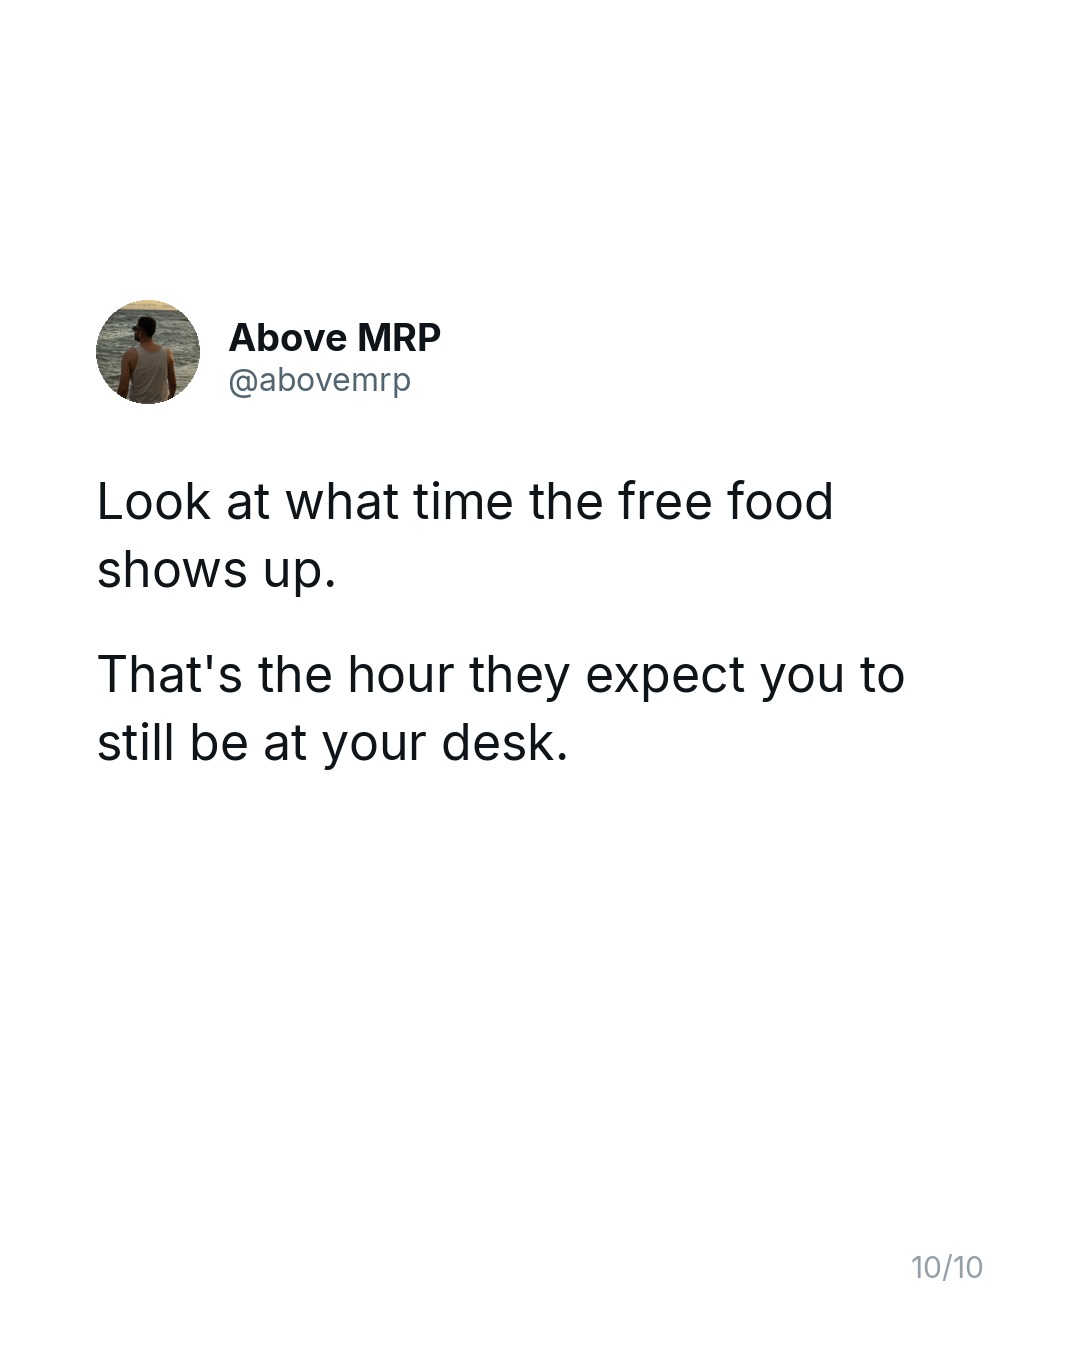 Above MRP
@abovemrp
Look at what time the free food
shows up.
That's the hour they expect you to
still be at your desk.
10/10